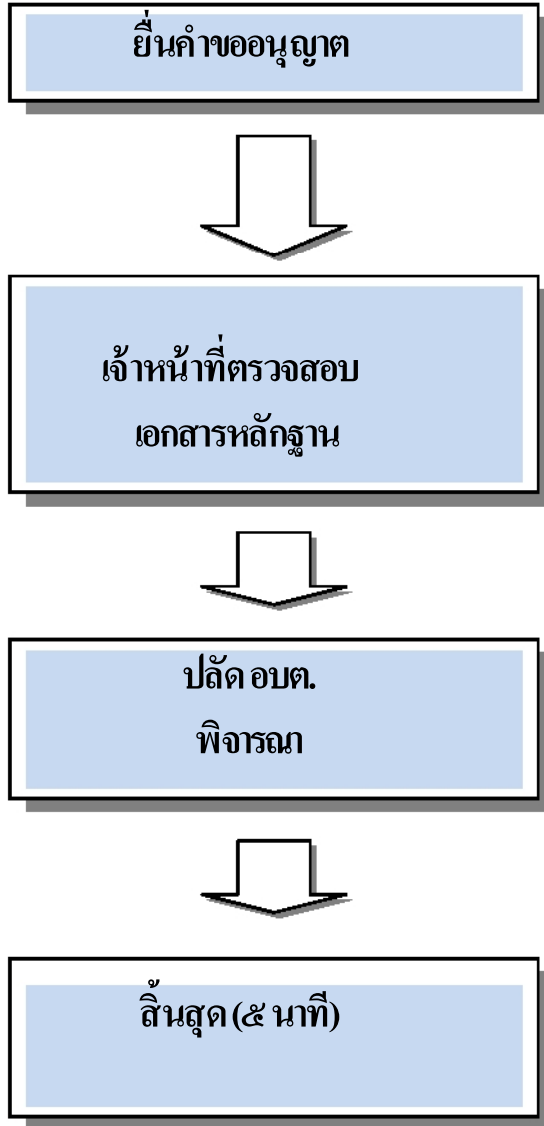 ยื่นคำขออนุญาต
เจ้าหน้าที่ตรวจสอบ
เอกสารหลักฐาน
ปลัด อบต.
พิจารณา
สิ้นสุด (๕ นาที)